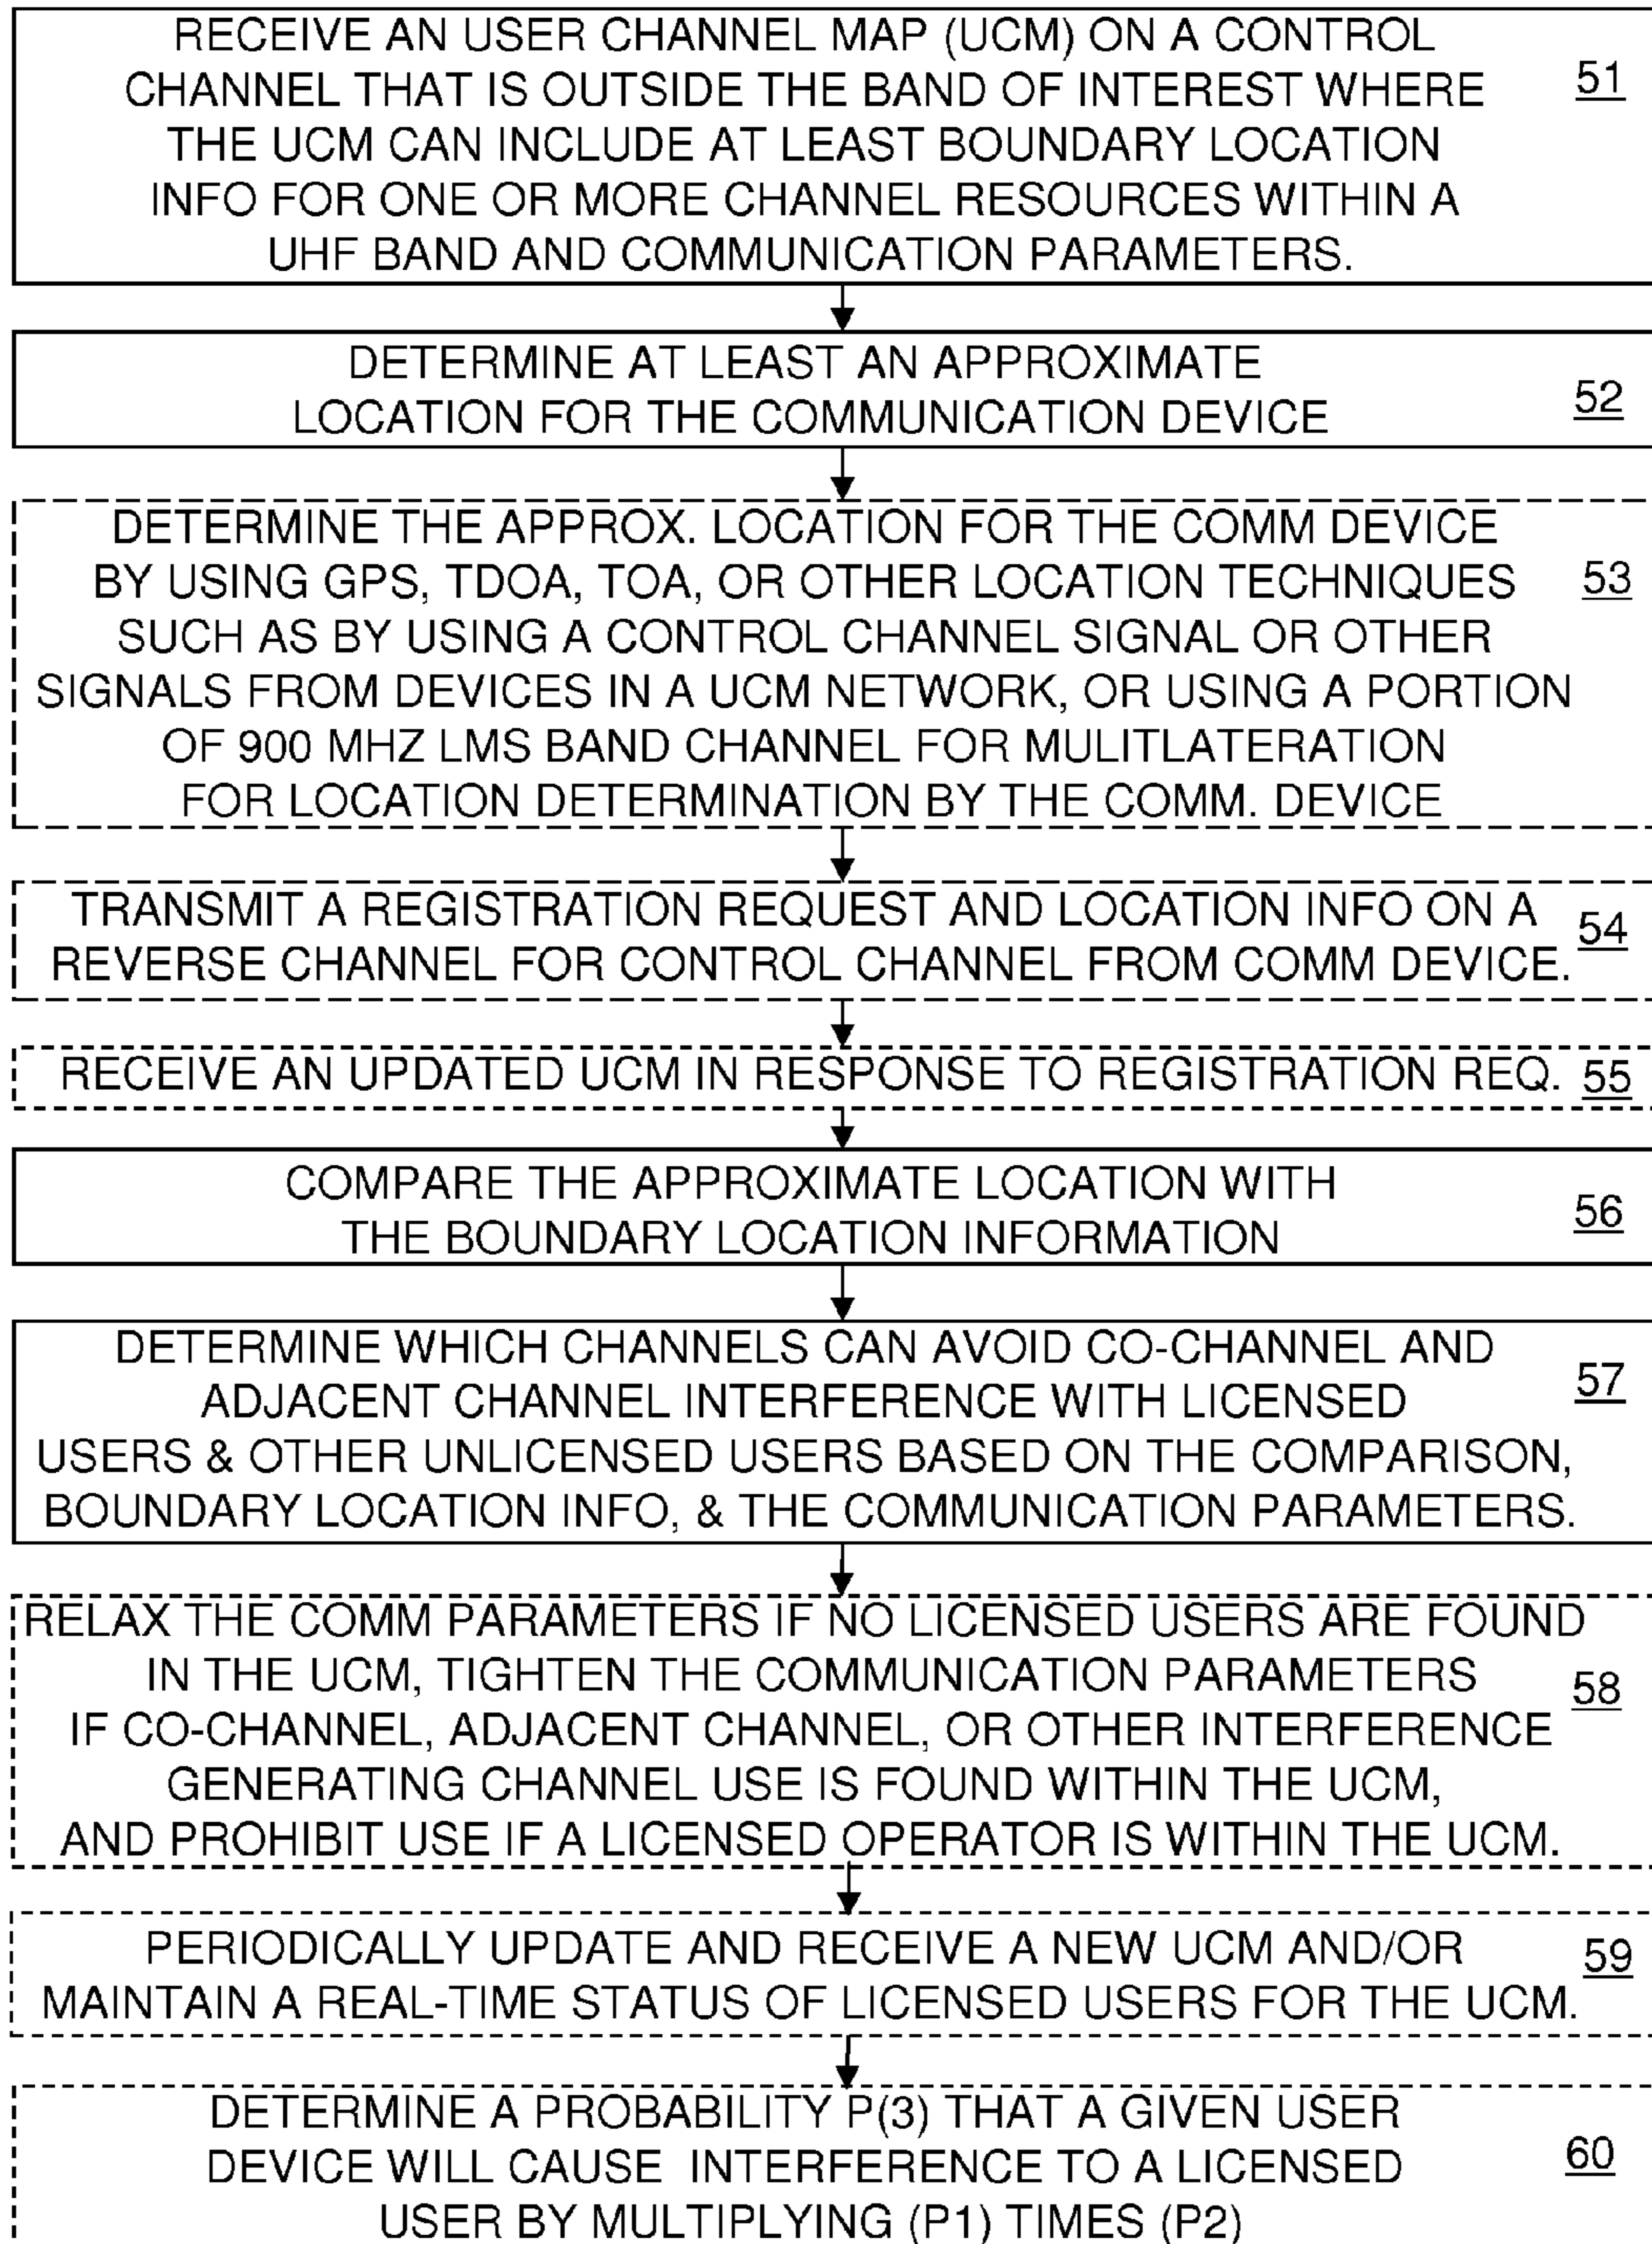 RECEIVE AN USER CHANNEL MAP (UCM) ON A CONTROL
CHANNEL THAT IS OUTSIDE THE BAND OF INTEREST WHERE 51
THE UCM CAN INCLUDE AT LEAST BOUNDARY LOCATION
INFO FOR ONE OR MORE CHANNEL RESOURCES WITHIN A
UHF BAND AND COMMUNICATION PARAMETERS.
DETERMINE AT LEAST AN APPROXIMATE
LOCATION FOR THE COMMUNICATION DEVICE 52
DETERMINE THE APPROX. LOCATION FOR THE COMM DEVICE
BY USING GPS, TDOA, TOA, OR OTHER LOCATION TECHNIQUES 53
SUCH AS BY USING A CONTROL CHANNEL SIGNAL OR OTHER
SIGNALS FROM DEVICES IN A UCM NETWORK, OR USING A PORTION
OF 900 MHZ LMS BAND CHANNEL FOR MULITLATERATION
FOR LOCATION DETERMINATION BY THE COMM. DEVICE
TRANSMIT A REGISTRATION REQUEST AND LOCATION INFO ON A 54
REVERSE CHANNEL FOR CONTROL CHANNEL FROM COMM DEVICE.
RECEIVE AN UPDATED UCM IN RESPONSE TO REGISTRATION REQ. 55
COMPARE THE APPROXIMATE LOCATION WITH
THE BOUNDARY LOCATION INFORMATION 56
DETERMINE WHICH CHANNELS CAN AVOID CO-CHANNEL AND
ADJACENT CHANNEL INTERFERENCE WITH LICENSED 57
USERS & OTHER UNLICENSED USERS BASED ON THE COMPARISON,
BOUNDARY LOCATION INFO, & THE COMMUNICATION PARAMETERS.
RELAX THE COMM PARAMETERS IF NO LICENSED USERS ARE FOUND
IN THE UCM, TIGHTEN THE COMMUNICATION PARAMETERS 58
IF CO-CHANNEL, ADJACENT CHANNEL, OR OTHER INTERFERENCE
GENERATING CHANNEL USE IS FOUND WITHIN THE UCM,
AND PROHIBIT USE IF A LICENSED OPERATOR IS WITHIN THE UCM.
PERIODICALLY UPDATE AND RECEIVE A NEW UCM AND/OR 59
MAINTAIN A REAL-TIME STATUS OF LICENSED USERS FOR THE UCM.
DETERMINE A PROBABILITY P(3) THAT A GIVEN USER
DEVICE WILL CAUSE INTERFERENCE TO A LICENSED 60
USER BY MULTIPLYING (P1) TIMES (P2)